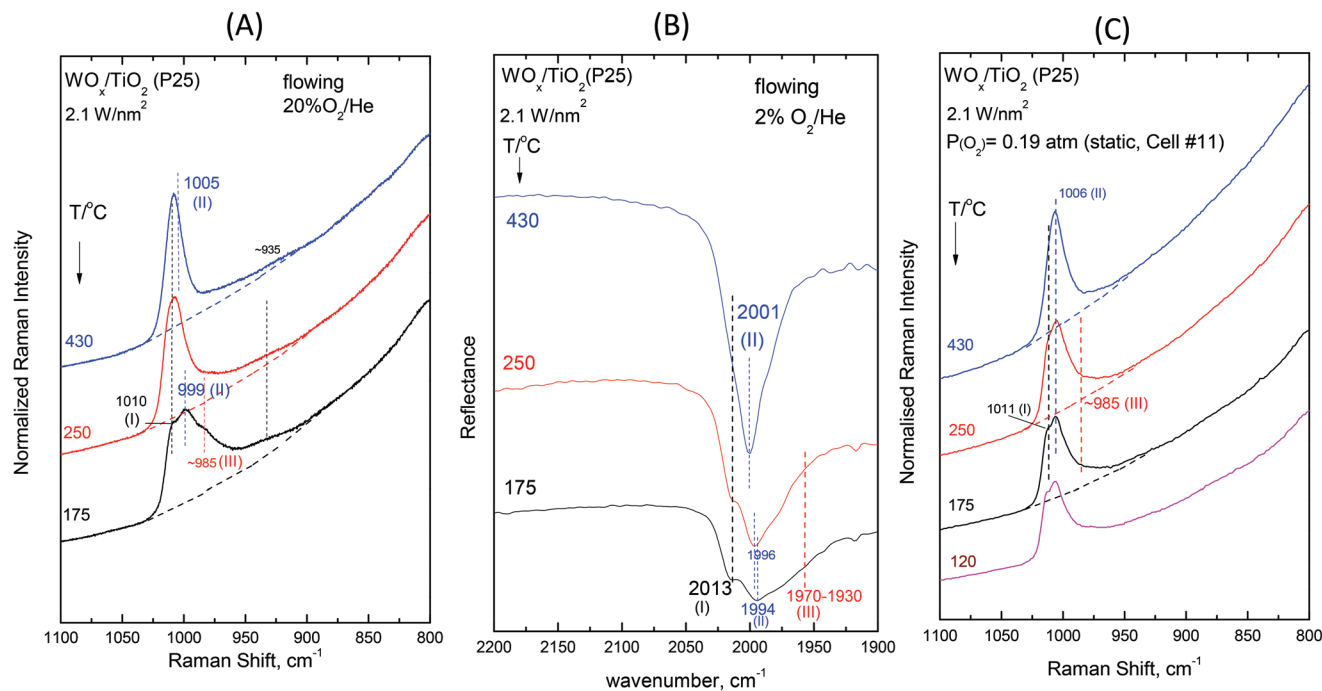 (A)
WOx/TiO2 (P25)
2.1 W/nm2
flowing
20%O2/He
T/oC
1005
(II)
~935
430
1010
(I)
999 (II)
250
~985 (III)
175
Normalized Raman Intensity
1100 1050 1000 950 900 850 800
Raman Shift, cm-1
(B)
WOx/TiO2 (P25)
2.1 W/nm2
flowing
2% O2/He
T/oC
430
2001
(II)
250
175
1996
2013
(I)
1994
(II)
1970-1930
(III)
Reflectance
2200 2150 2100 2050 2000 1950 1900
wavenumber, cm-1
(C)
WOx/TiO2 (P25)
2.1 W/nm2
P(O2)= 0.19 atm (static, Cell #11)
1006 (II)
T/oC
430
250
~985 (III)
1011 (I)
175
120
Normalised Raman Intensity
1100 1050 1000 950 900 850 800
Raman Shift, cm-1